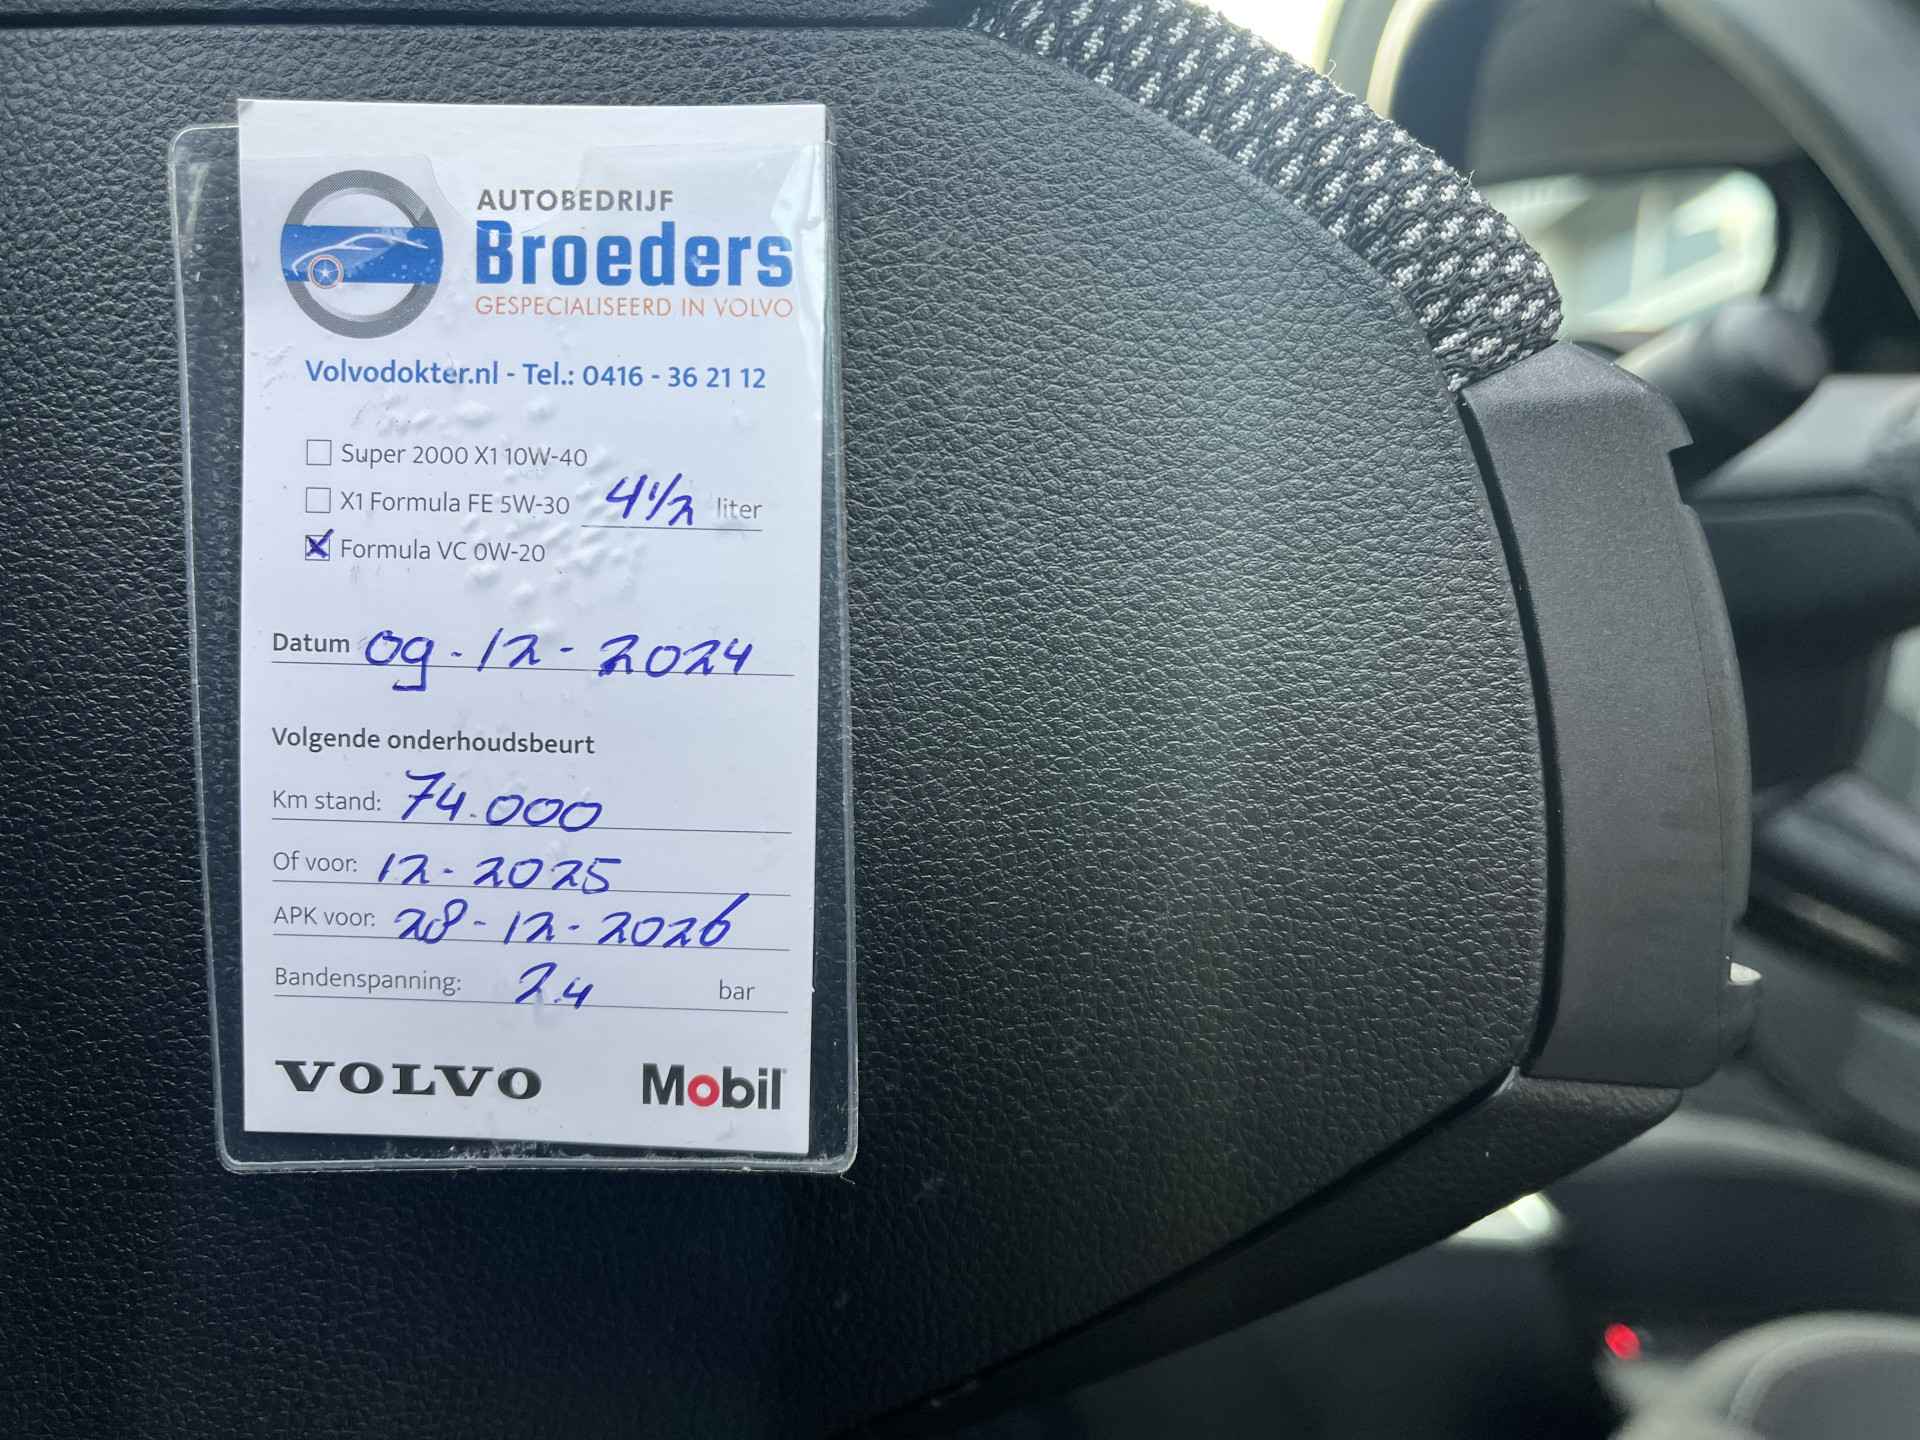 AUTOBEDRIJF
Broeders
GESPECIALISEERD IN VOLVO
Volvodokter.nl - Tel.: 0416 - 36 21 12
Super 2000 X1 10W-40
X1 Formula FE 5W-30 4 1/2 liter
Formula VC 0W-20
Datum 09-12-2024
Volgende onderhoudsbeurt
Km stand: 74.000
Of voor: 12-2025
APK voor: 28-12-2026
Bandenspanning: 2.4 bar
VOLVO Mobil